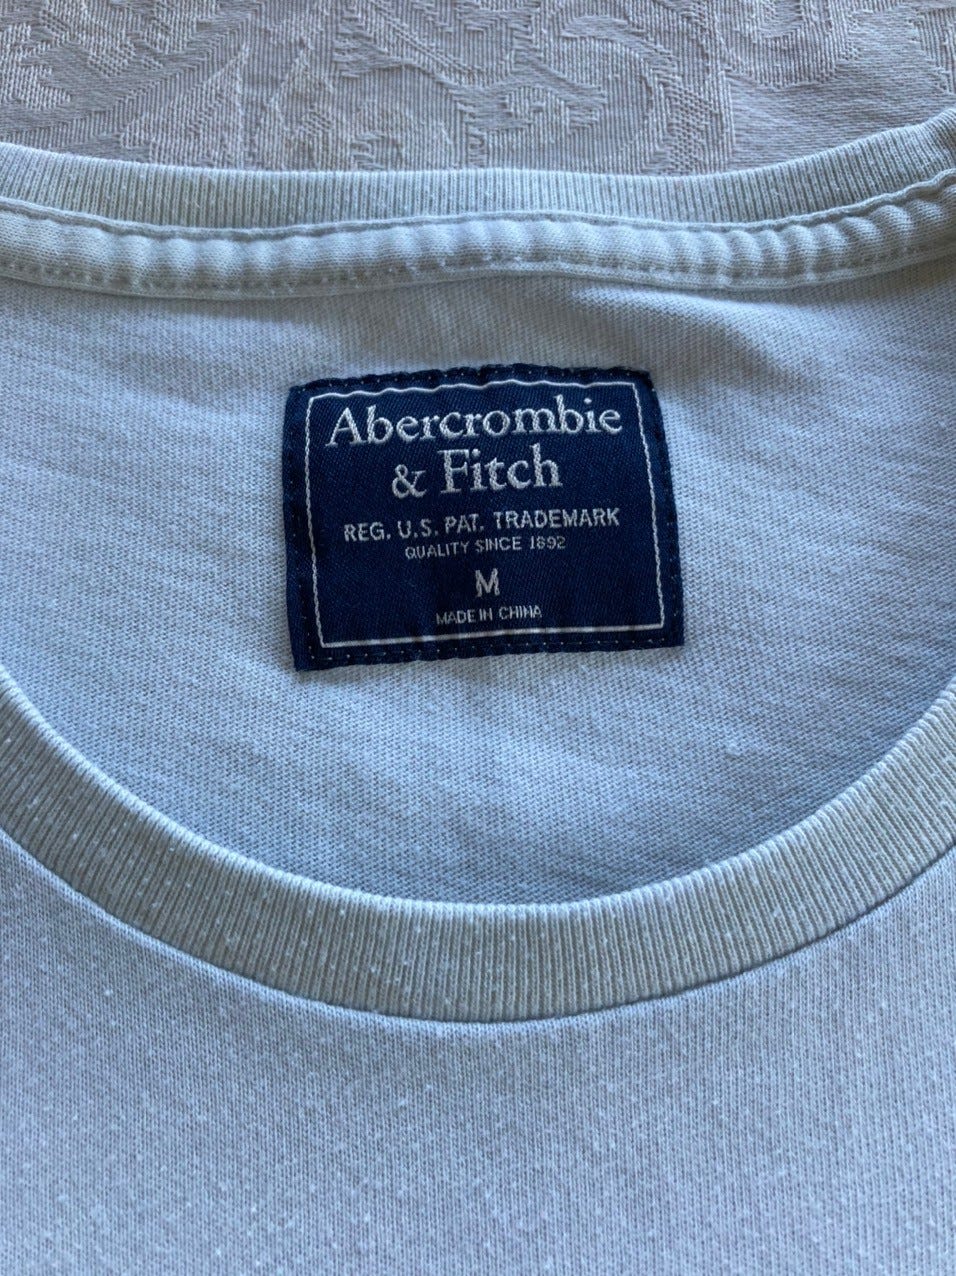 Abercrombie
& Fitch
REG. U.S. PAT. TRADEMARK
QUALITY SINCE 1892
M
MADE IN CHINA